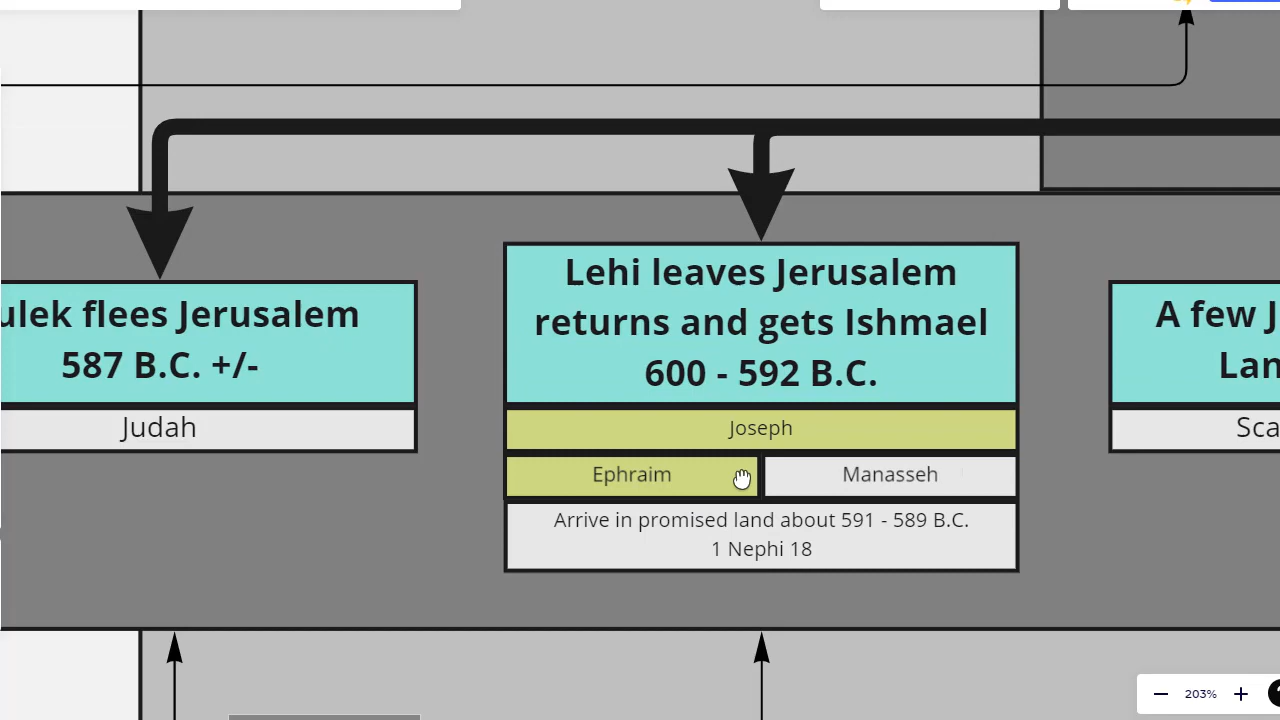 ulek flees Jerusalem
587 B.C. +/-
Judah
Lehi leaves Jerusalem
returns and gets Ishmael
600 - 592 B.C.
Joseph
Ephraim
Manasseh
Arrive in promised land about 591 - 589 B.C.
1 Nephi 18
A few J
Lan
Sca
203%